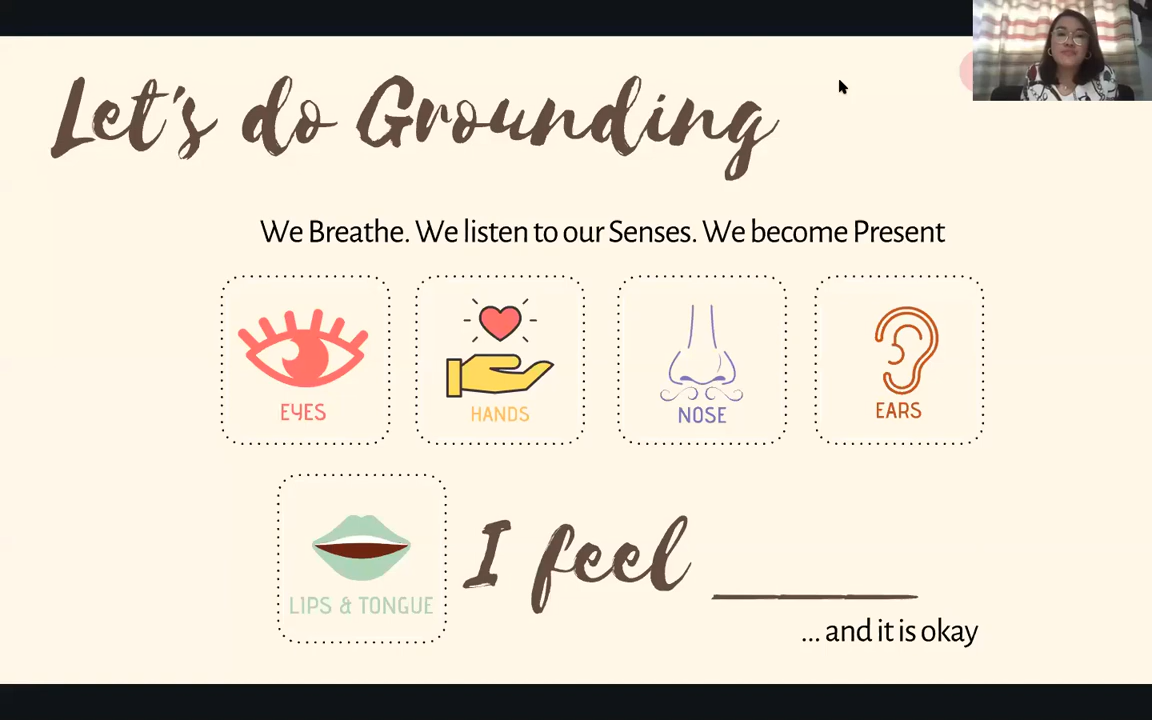 Let's do Grounding
We Breathe. We listen to our Senses. We become Present
EYES
HANDS
NOSE
EARS
LIPS & TONGUE
I feel ______
... and it is okay